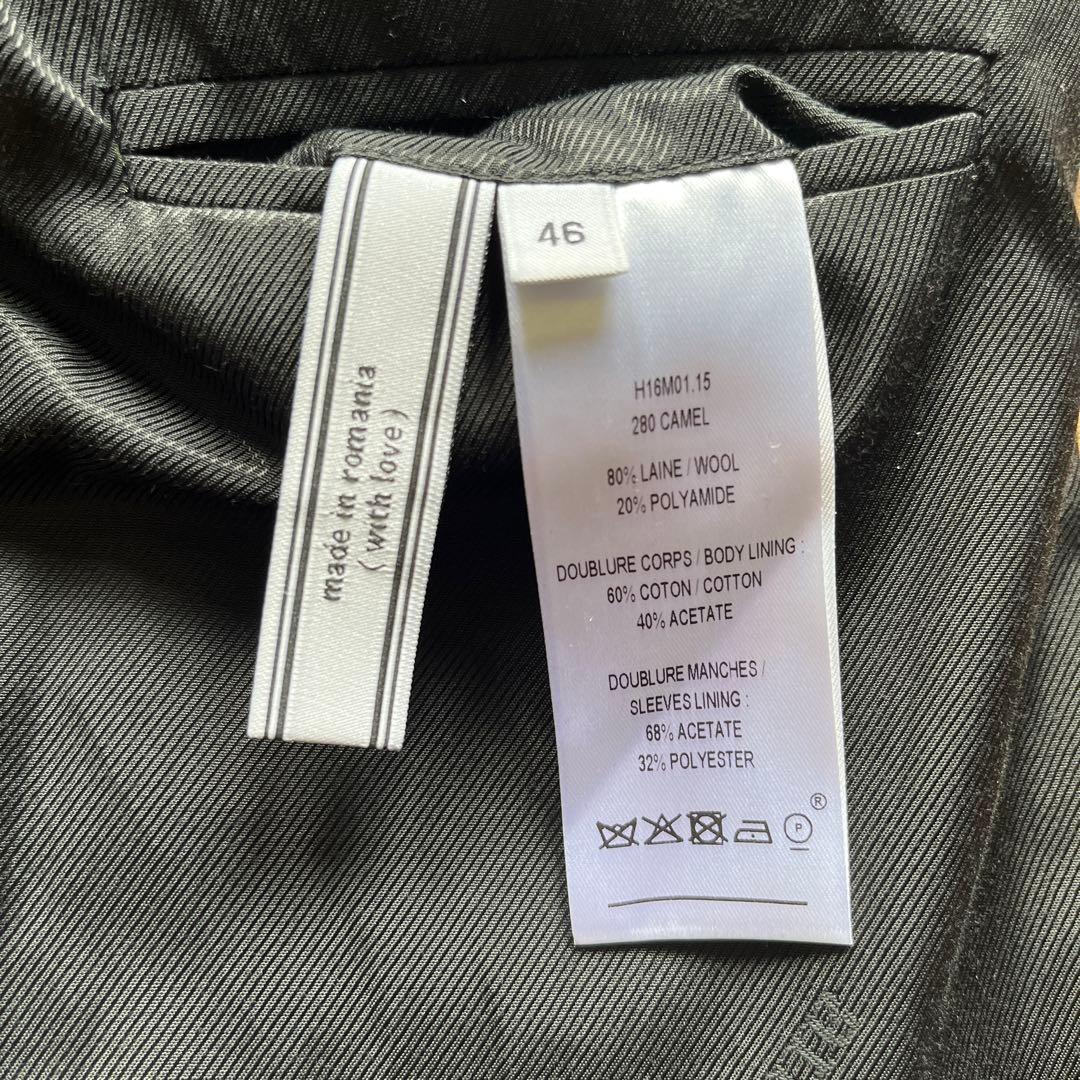 made in romania
(with love)
46
H16M01.15
280 CAMEL
80% LAINE / WOOL
20% POLYAMIDE
DOUBLURE CORPS / BODY LINING :
60% COTON / COTTON
40% ACETATE
DOUBLURE MANCHES /
SLEEVES LINING :
68% ACETATE
32% POLYESTER
®
P